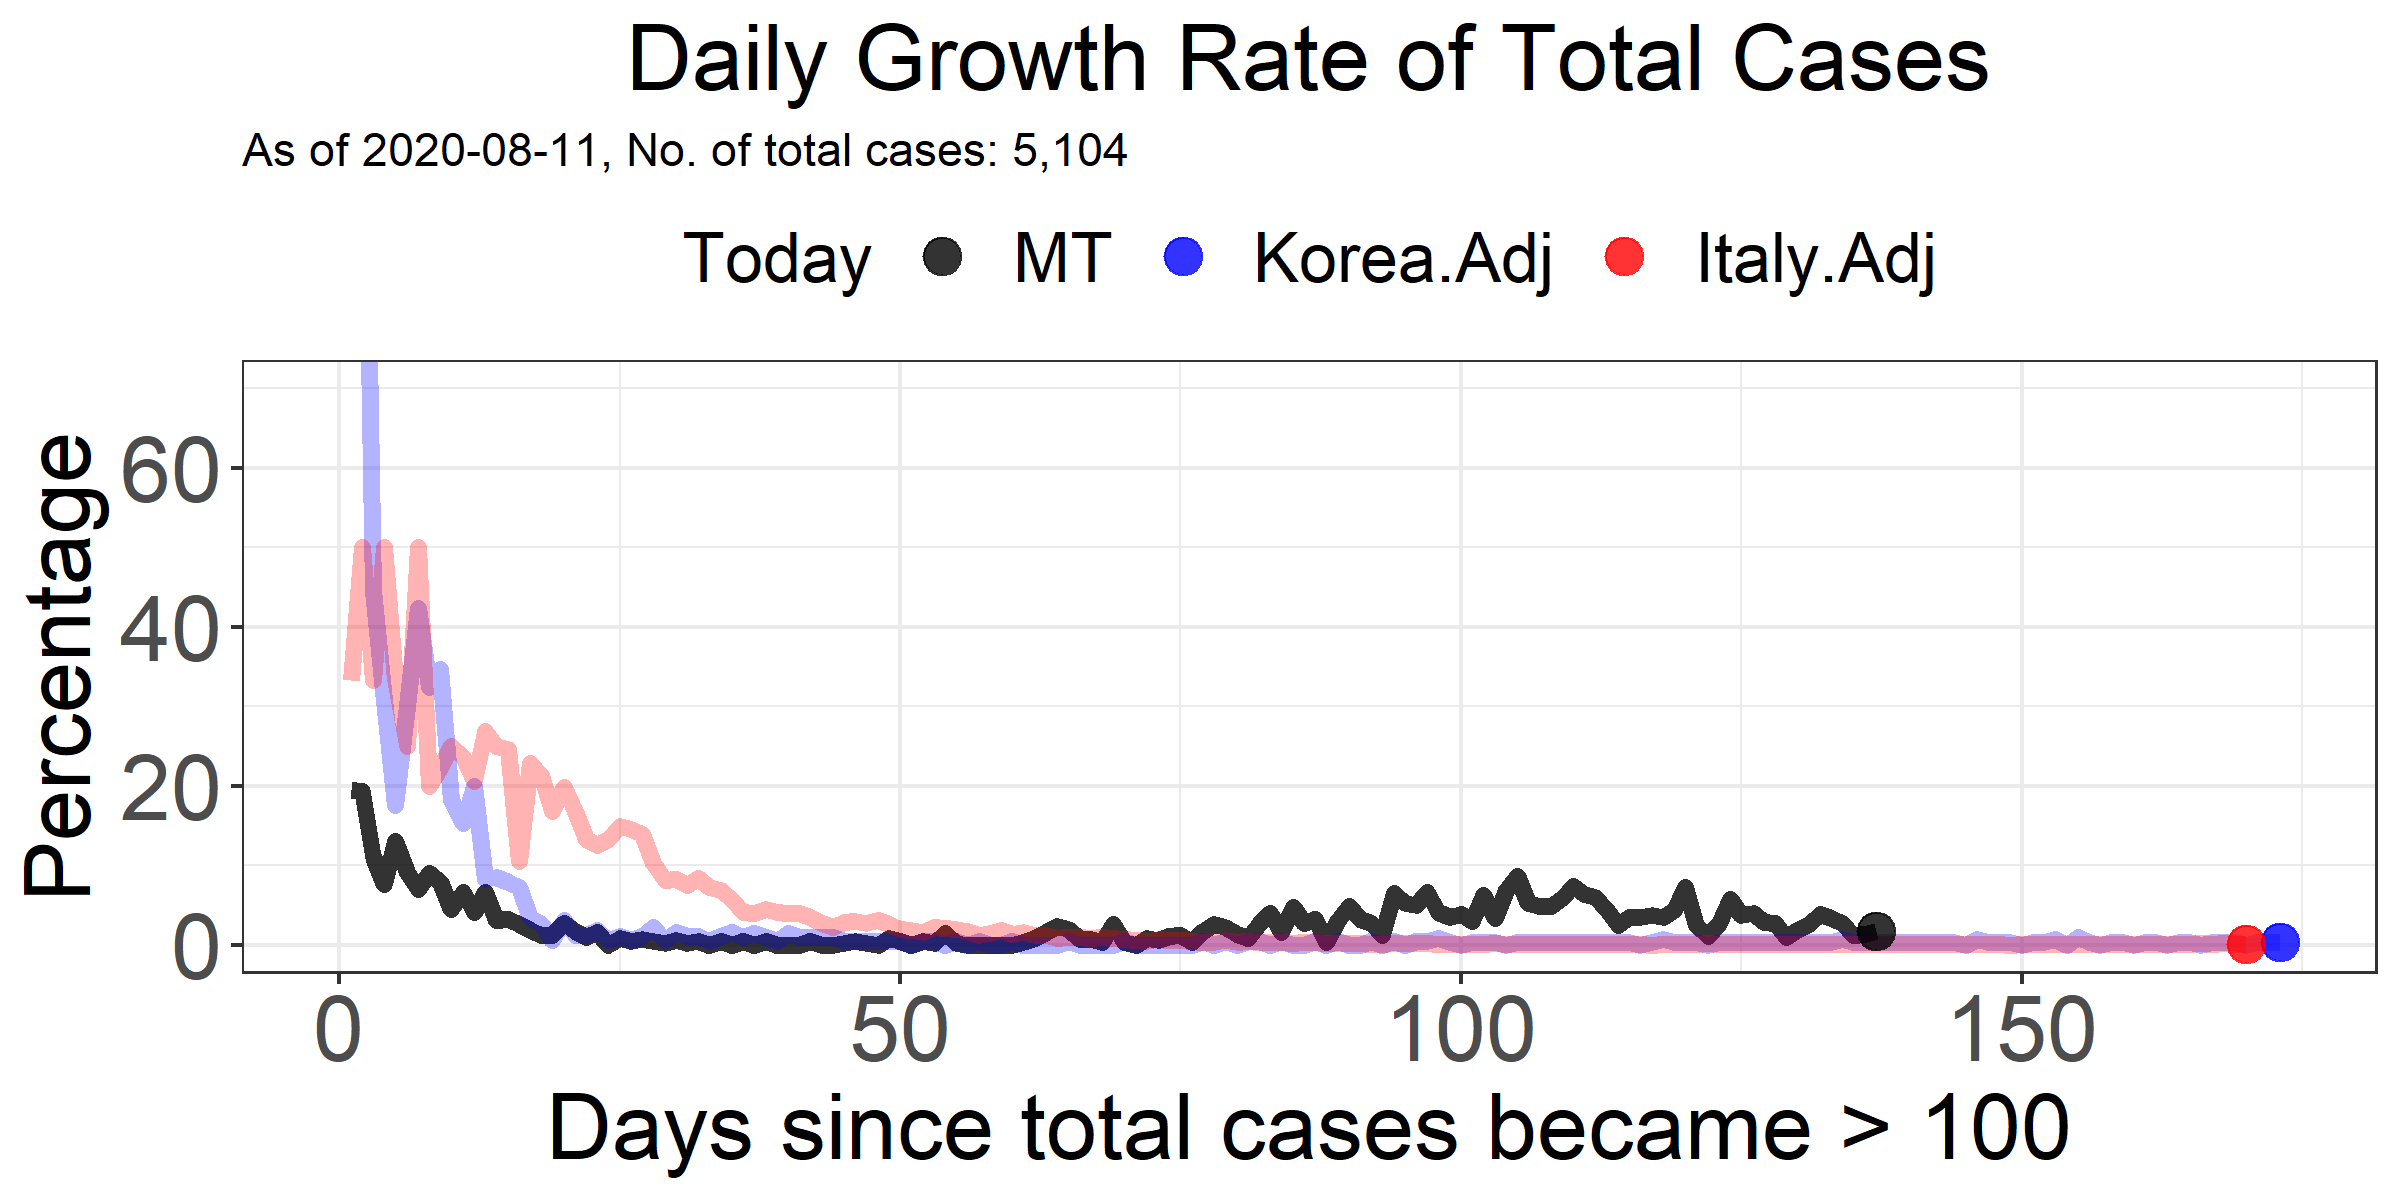 Daily Growth Rate of Total Cases
As of 2020-08-11, No. of total cases: 5,104
Today MT Korea.Adj Italy.Adj
Percentage
60
40
20
0
0 50 100 150
Days since total cases became > 100